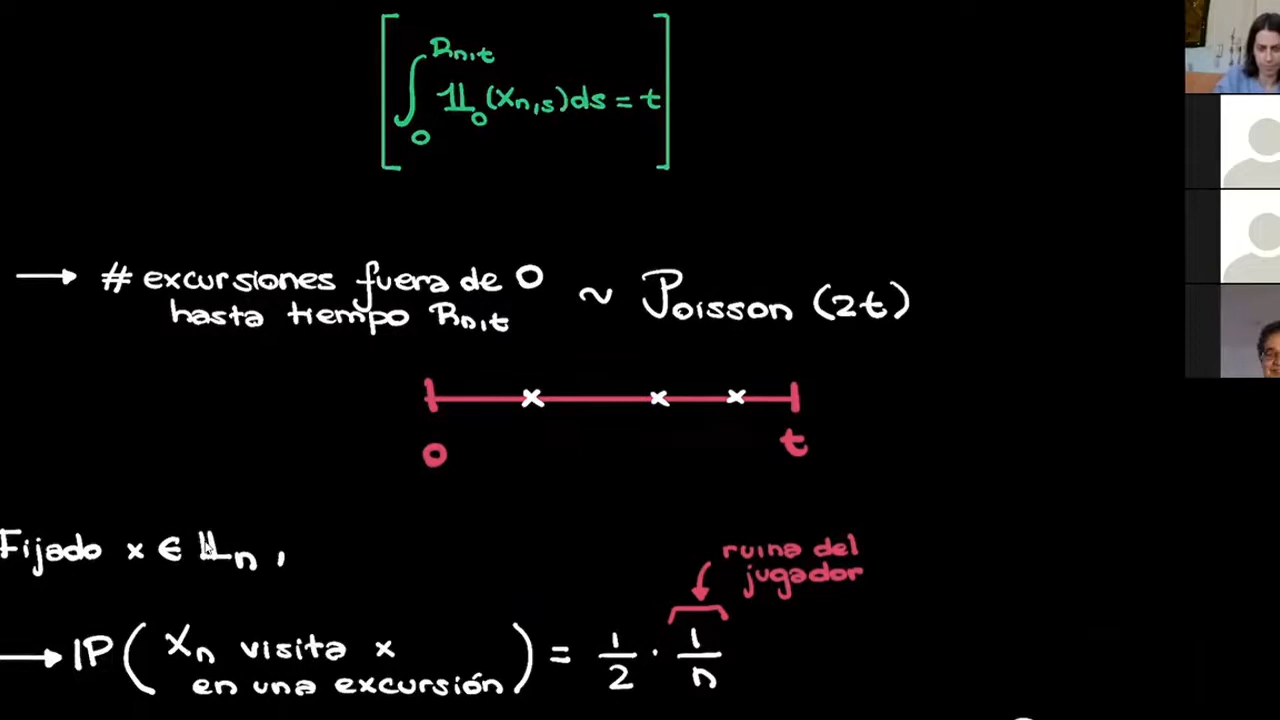 [∫₀^{R_{n,t}} 𝟙₀(X_{n,s})ds = t]
→ # excursiones fuera de 0
hasta tiempo R_{n,t} ~ Poisson (2t)
0 t
Fijado x ∈ 𝕃_n ,
ruina del
jugador
→ IP( X_n visita x
en una excursión ) = 1/2 · 1/n